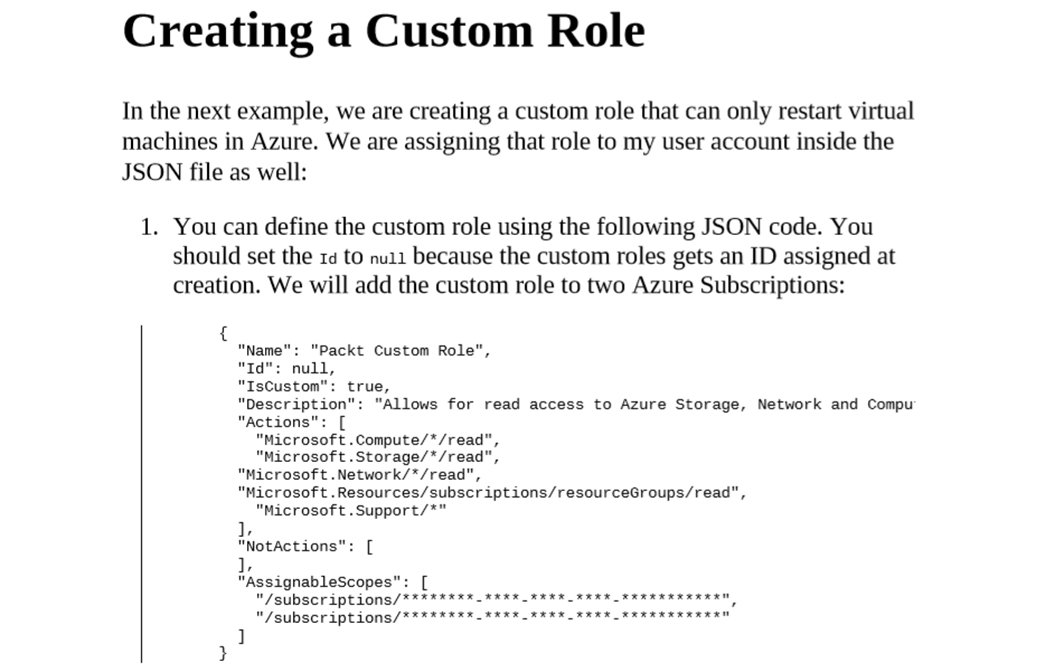 Creating a Custom Role
In the next example, we are creating a custom role that can only restart virtual
machines in Azure. We are assigning that role to my user account inside the
JSON file as well:
1. You can define the custom role using the following JSON code. You
should set the Id to null because the custom roles gets an ID assigned at
creation. We will add the custom role to two Azure Subscriptions:
{
"Name": "Packt Custom Role",
"Id": null,
"IsCustom": true,
"Description": "Allows for read access to Azure Storage, Network and Compu
"Actions": [
"Microsoft.Compute/*/read",
"Microsoft.Storage/*/read",
"Microsoft.Network/*/read",
"Microsoft.Resources/subscriptions/resourceGroups/read",
"Microsoft.Support/*"
],
"NotActions": [
],
"AssignableScopes": [
"/subscriptions/********-****-****-****-***********",
"/subscriptions/********-****-****-****-***********"
]
}